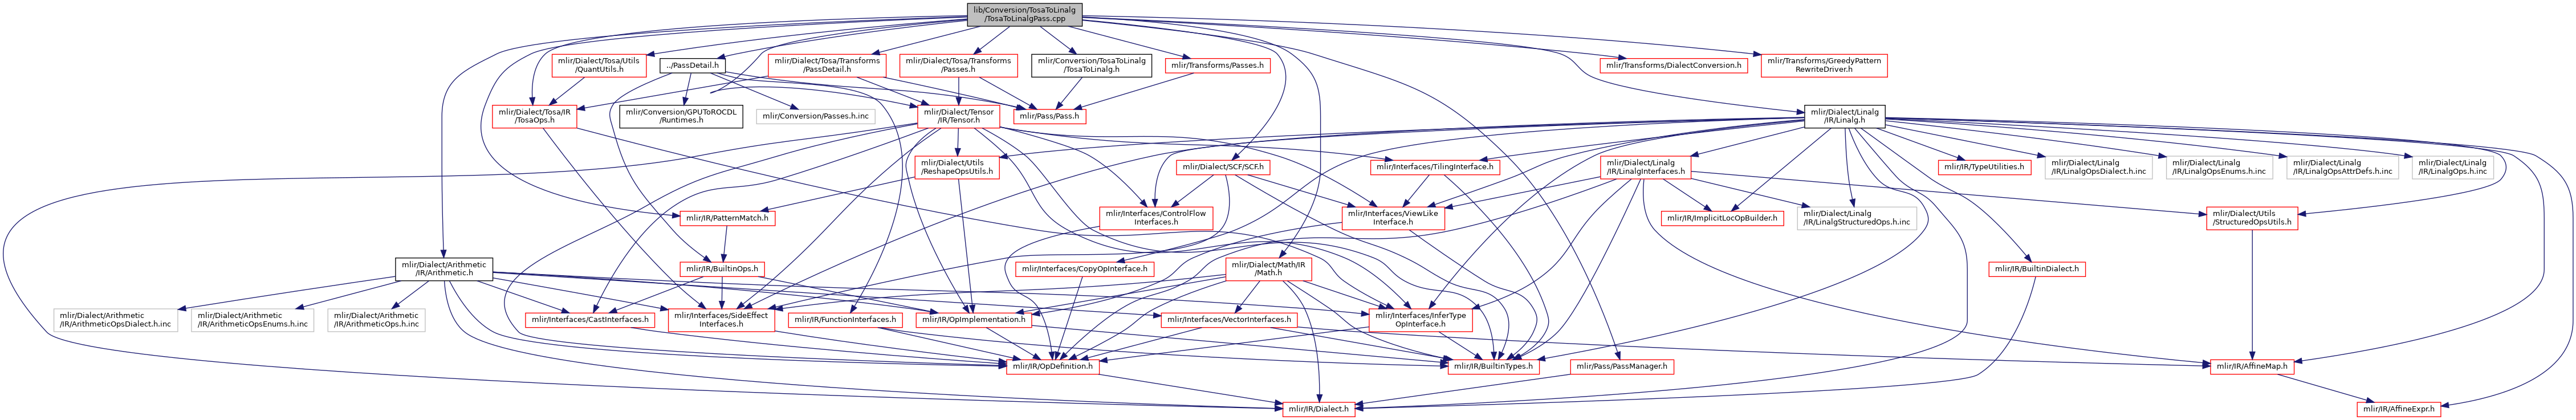 lib/Conversion/TosaToLinalg
/TosaToLinalgPass.cpp
mlir/Dialect/Tosa/Utils
/QuantUtils.h
../PassDetail.h
mlir/Dialect/Tosa/Transforms
/PassDetail.h
mlir/Dialect/Tosa/Transforms
/Passes.h
mlir/Conversion/TosaToLinalg
/TosaToLinalg.h
mlir/Transforms/Passes.h
mlir/Transforms/DialectConversion.h
mlir/Transforms/GreedyPattern
RewriteDriver.h
mlir/Dialect/Tosa/IR
/TosaOps.h
mlir/Conversion/GPUToROCDL
/Runtimes.h
mlir/Conversion/Passes.h.inc
mlir/Dialect/Tensor
/IR/Tensor.h
mlir/Pass/Pass.h
mlir/Dialect/Linalg
/IR/Linalg.h
mlir/Dialect/Utils
/ReshapeOpsUtils.h
mlir/Dialect/SCF/SCF.h
mlir/Interfaces/TilingInterface.h
mlir/Dialect/Linalg
/IR/LinalgInterfaces.h
mlir/IR/TypeUtilities.h
mlir/Dialect/Linalg
/IR/LinalgOpsDialect.h.inc
mlir/Dialect/Linalg
/IR/LinalgOpsEnums.h.inc
mlir/Dialect/Linalg
/IR/LinalgOpsAttrDefs.h.inc
mlir/Dialect/Linalg
/IR/LinalgOps.h.inc
mlir/IR/PatternMatch.h
mlir/Interfaces/ControlFlow
Interfaces.h
mlir/Interfaces/ViewLike
Interface.h
mlir/IR/ImplicitLocOpBuilder.h
mlir/Dialect/Linalg
/IR/LinalgStructuredOps.h.inc
mlir/Dialect/Utils
/StructuredOpsUtils.h
mlir/Dialect/Arithmetic
/IR/Arithmetic.h
mlir/IR/BuiltinOps.h
mlir/Interfaces/CopyOpInterface.h
mlir/Dialect/Math/IR
/Math.h
mlir/IR/BuiltinDialect.h
mlir/Dialect/Arithmetic
/IR/ArithmeticOpsDialect.h.inc
mlir/Dialect/Arithmetic
/IR/ArithmeticOpsEnums.h.inc
mlir/Dialect/Arithmetic
/IR/ArithmeticOps.h.inc
mlir/Interfaces/CastInterfaces.h
mlir/Interfaces/SideEffect
Interfaces.h
mlir/IR/FunctionInterfaces.h
mlir/IR/OpImplementation.h
mlir/Interfaces/VectorInterfaces.h
mlir/Interfaces/InferType
OpInterface.h
mlir/IR/OpDefinition.h
mlir/IR/BuiltinTypes.h
mlir/Pass/PassManager.h
mlir/IR/AffineMap.h
mlir/IR/Dialect.h
mlir/IR/AffineExpr.h